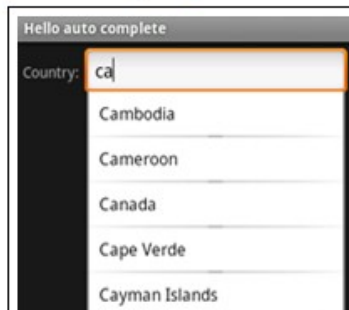 Hello auto complete
Country: ca
Cambodia
Cameroon
Canada
Cape Verde
Cayman Islands